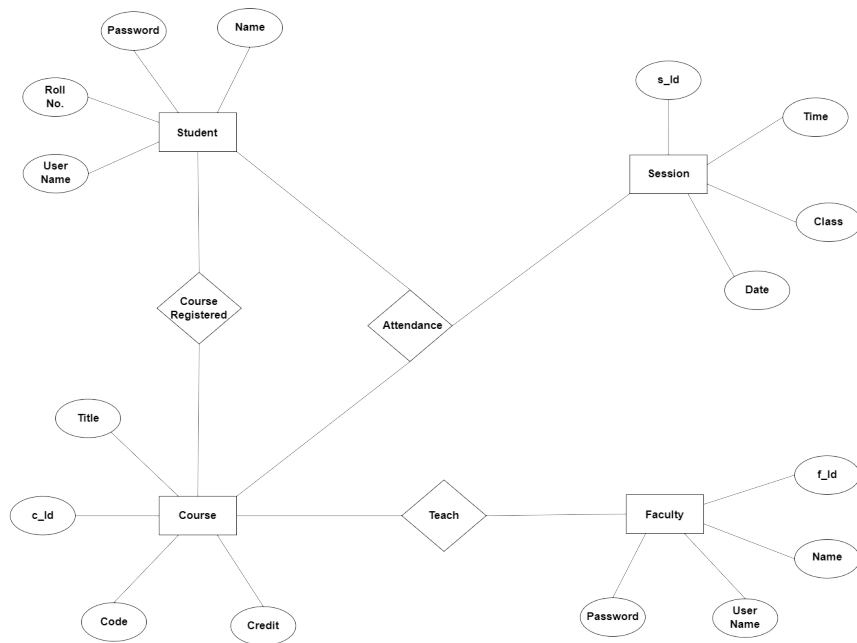 Password
Name
s_Id
Roll
No.
Time
Student
User
Name
Session
Class
Date
Course
Registered
Attendance
Title
f_Id
c_Id
Course
Teach
Faculty
Name
Code
Credit
Password
User
Name